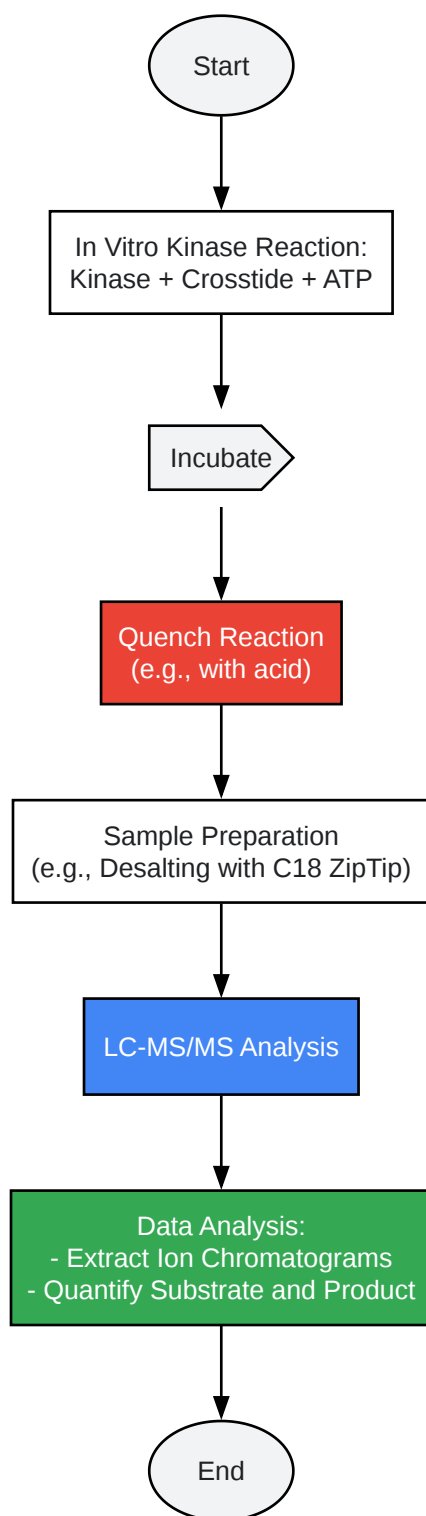 Start
In Vitro Kinase Reaction:
Kinase + Crosstide + ATP
Incubate
Quench Reaction
(e.g., with acid)
Sample Preparation
(e.g., Desalting with C18 ZipTip)
LC-MS/MS Analysis
Data Analysis:
- Extract Ion Chromatograms
- Quantify Substrate and Product
End